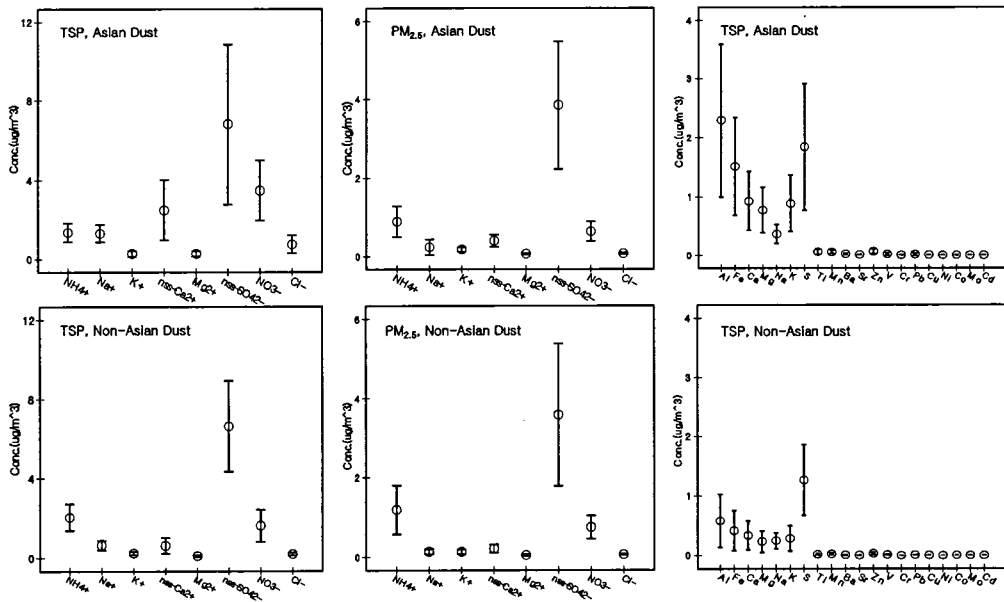 TSP, Asian Dust
Conc.(ug/m^3)
12
8
4
0
NH4+ Na+ K+ nss-Ca2+ Mg2+ nss-SO42- NO3- Cl-
PM2.5, Asian Dust
Conc.(ug/m^3)
6
4
2
0
NH4+ Na+ K+ nss-Ca2+ Mg2+ nss-SO42- NO3- Cl-
TSP, Asian Dust
Conc.(ug/m^3)
4
3
2
1
0
Al Fe Ca Mg Na K S Ti Mn Ba Sr Zn V Cr Pb Cu Ni Co Mo Cd
TSP, Non-Asian Dust
Conc.(ug/m^3)
12
8
4
0
NH4+ Na+ K+ nss-Ca2+ Mg2+ nss-SO42- NO3- Cl-
PM2.5, Non-Asian Dust
Conc.(ug/m^3)
6
4
2
0
NH4+ Na+ K+ nss-Ca2+ Mg2+ nss-SO42- NO3- Cl-
TSP, Non-Asian Dust
Conc.(ug/m^3)
4
3
2
1
0
Al Fe Ca Mg Na K S Ti Mn Ba Sr Zn V Cr Pb Cu Ni Co Mo Cd